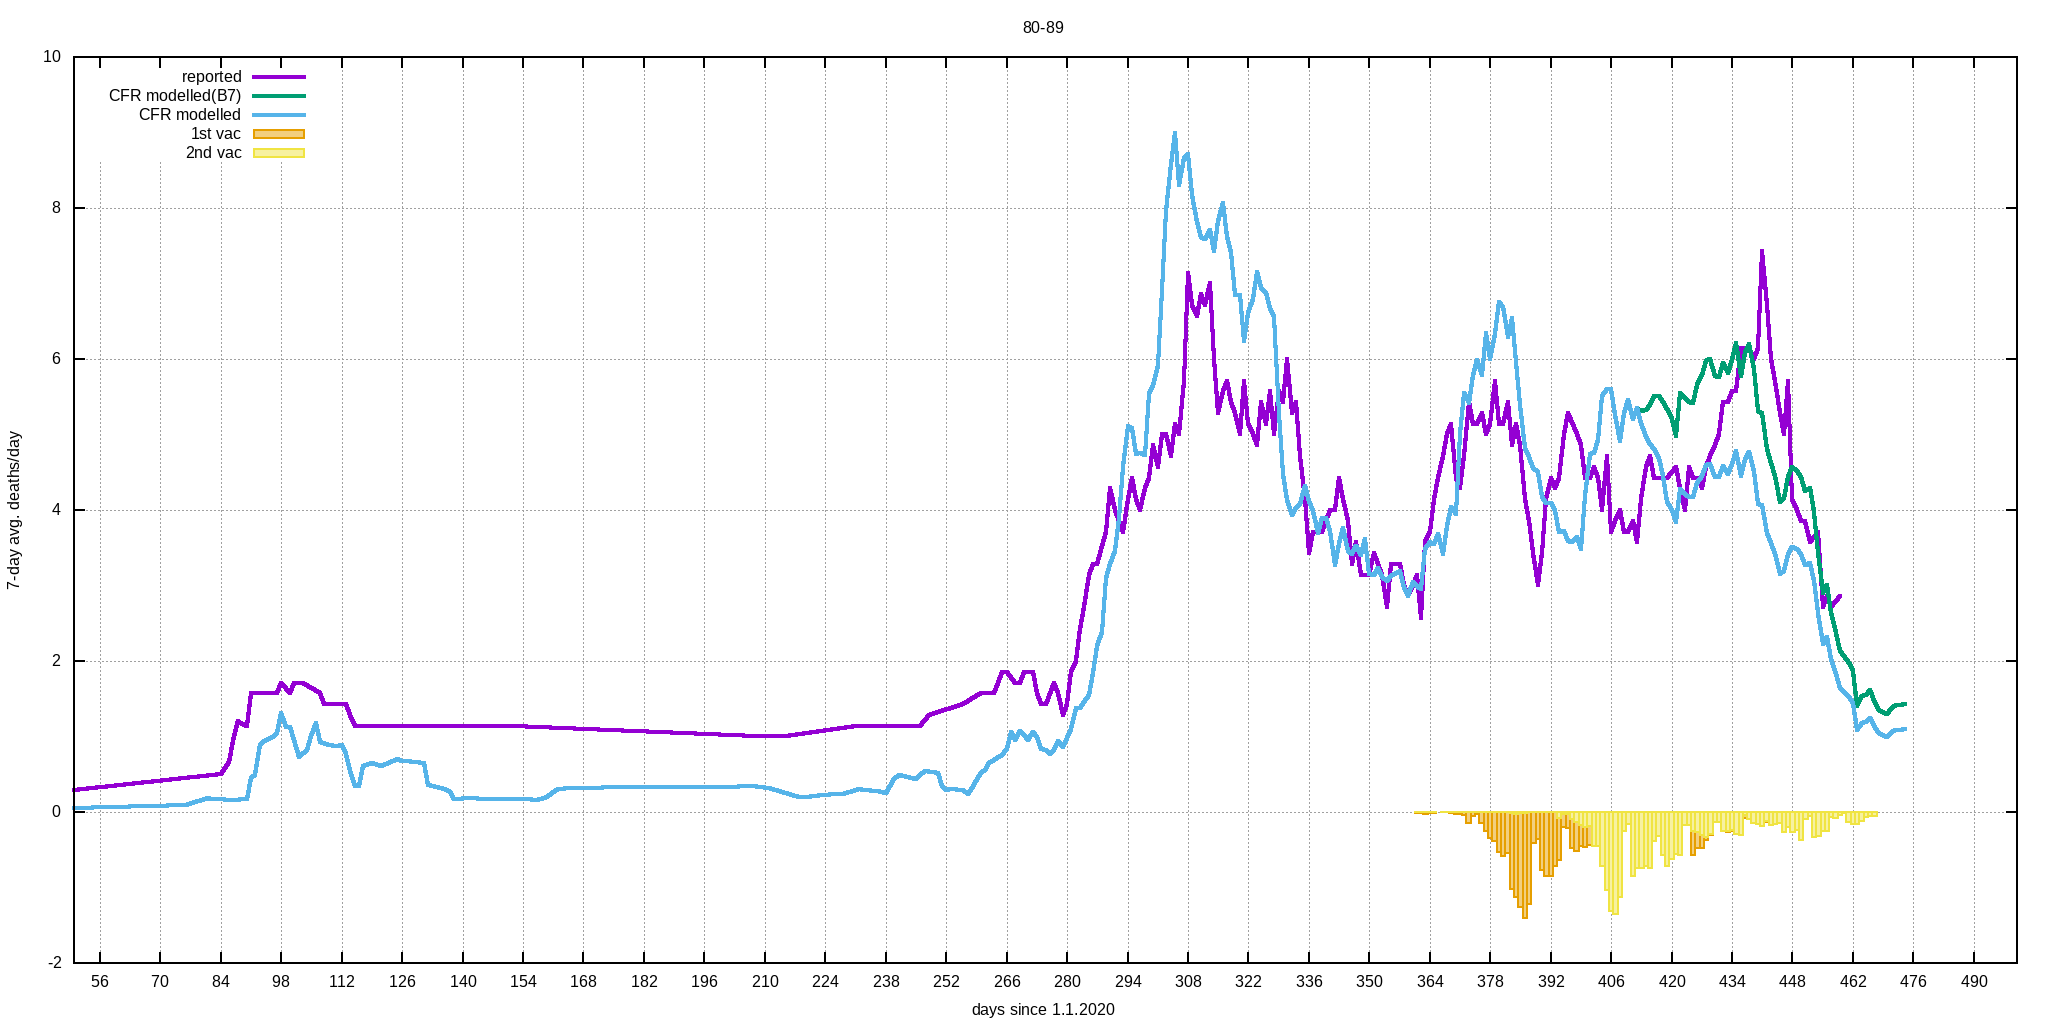 80-89
reported
CFR modelled(B7)
CFR modelled
1st vac
2nd vac
7-day avg. deaths/day
10
8
6
4
2
0
-2
56 70 84 98 112 126 140 154 168 182 196 210 224 238 252 266 280 294 308 322 336 350 364 378 392 406 420 434 448 462 476 490
days since 1.1.2020